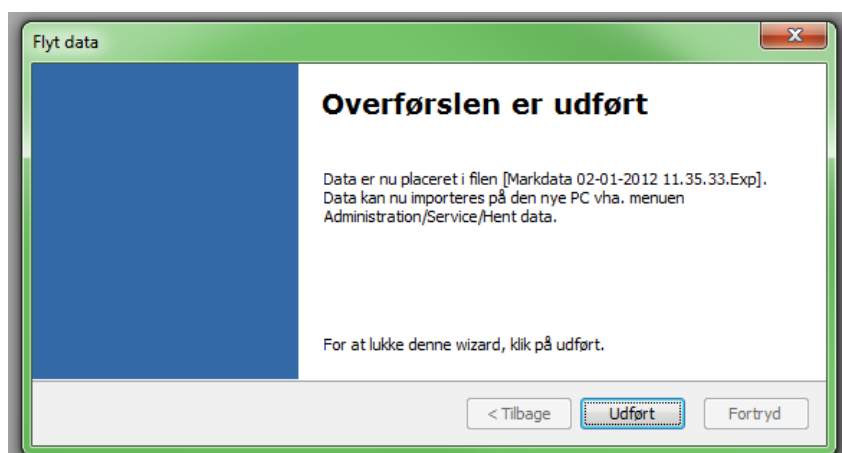 Flyt data
Overførslen er udført
Data er nu placeret i filen [Markdata 02-01-2012 11.35.33.Exp].
Data kan nu importeres på den nye PC vha. menuen
Administration/Service/Hent data.
For at lukke denne wizard, klik på udført.
< Tilbage
Udført
Fortryd